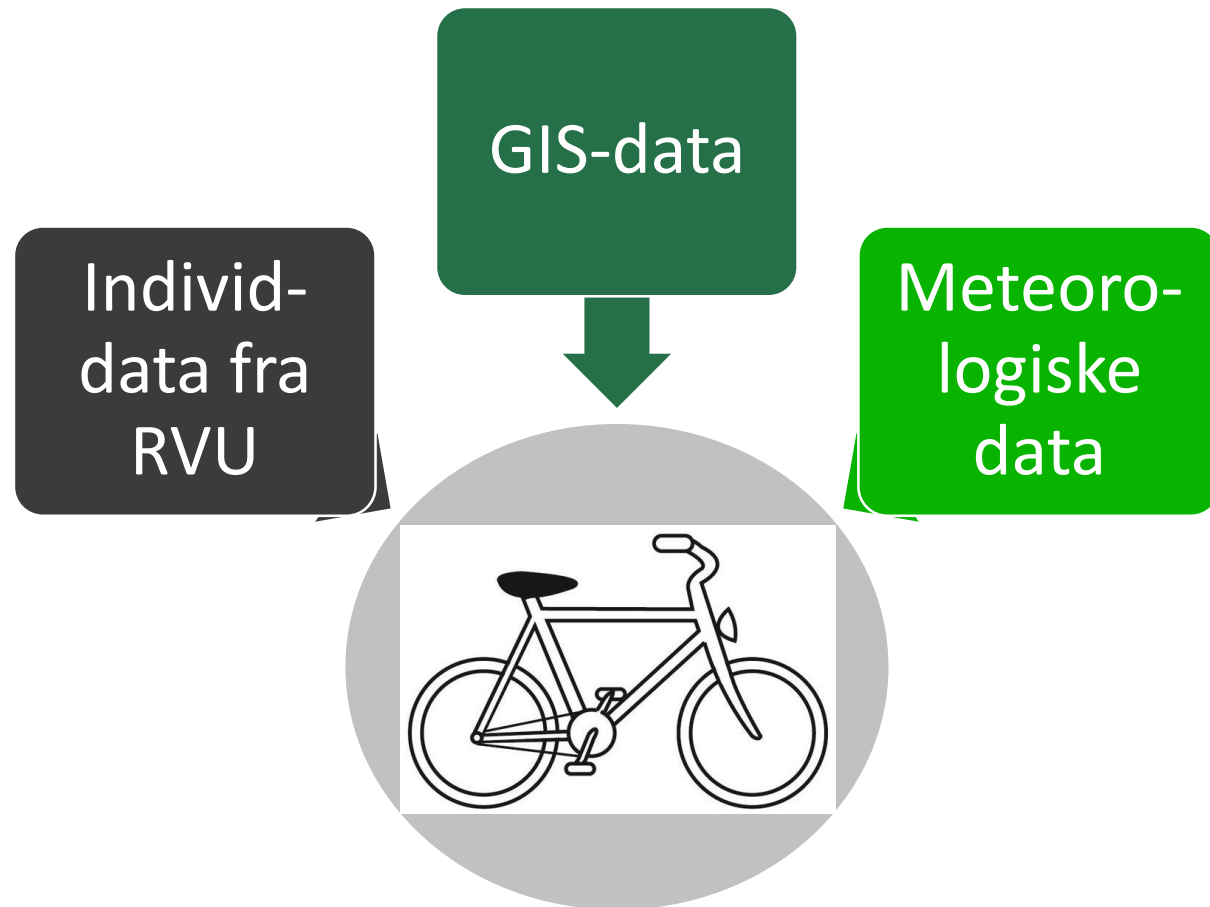 GIS-data
Individ-
data fra
RVU
Meteoro-
logiske
data